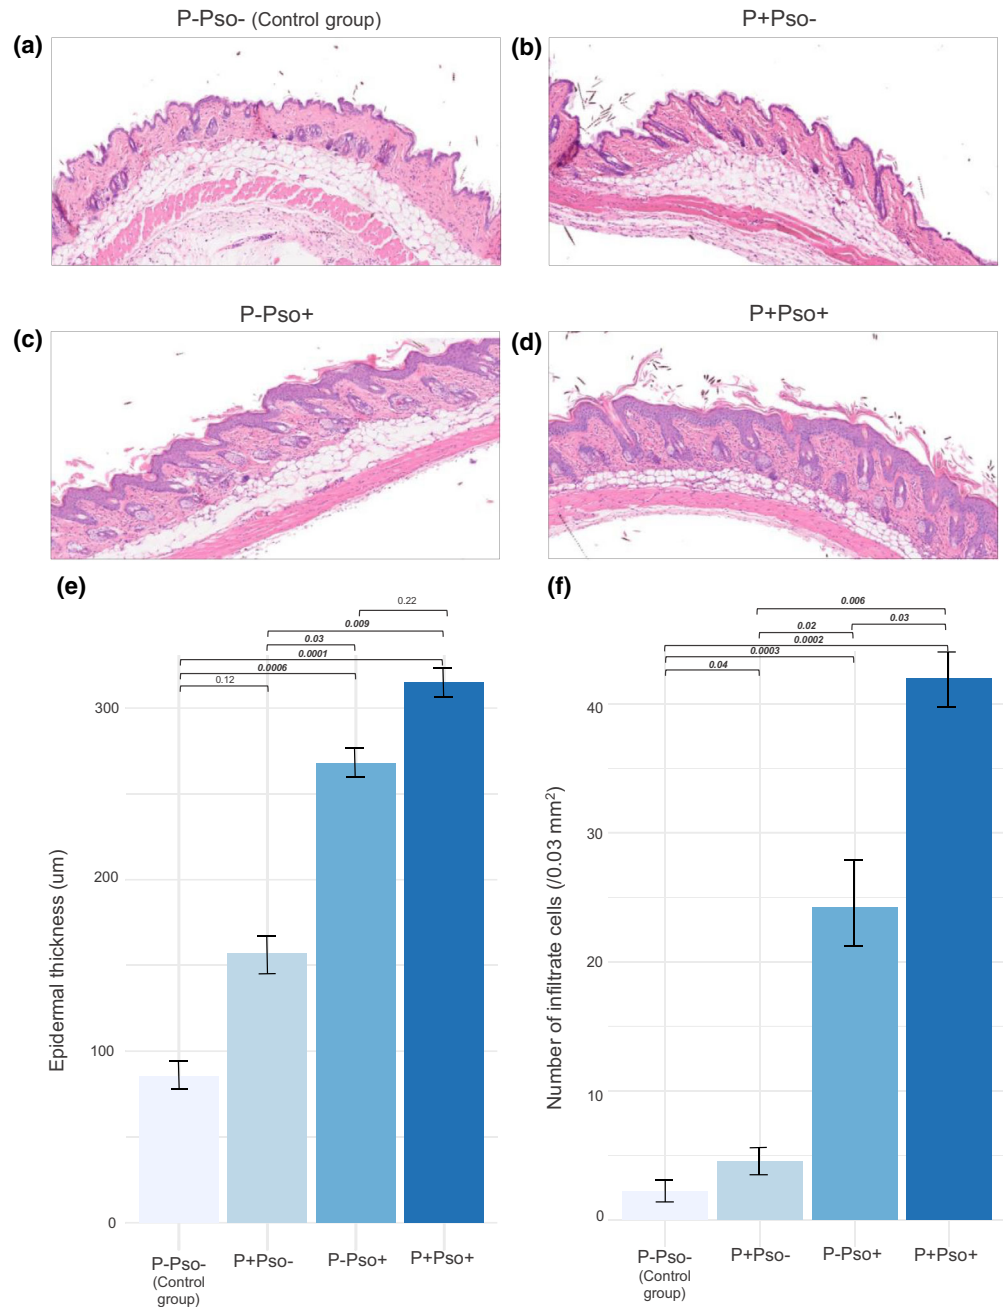 P-Pso- (Control group)
P+Pso-
(a)
(b)
P-Pso+
P+Pso+
(c)
(d)
(e)
0.22
0.009
0.03
0.0001
0.0006
0.12
Epidermal thickness (um)
300
200
100
0
P-Pso-
(Control
group)
P+Pso-
P-Pso+
P+Pso+
(f)
0.006
0.02
0.03
0.0002
0.0003
0.04
Number of infiltrate cells (/0.03 mm²)
40
30
20
10
0
P-Pso-
(Control
group)
P+Pso-
P-Pso+
P+Pso+